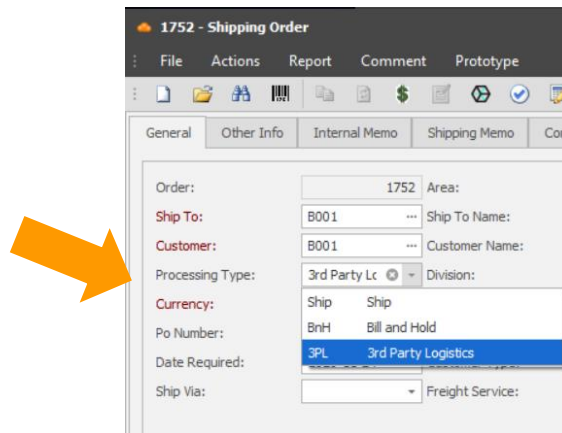 1752 - Shipping Order
File Actions Report Comment Prototype
General Other Info Internal Memo Shipping Memo
Order: 1752 Area:
Ship To: B001 ... Ship To Name:
Customer: B001 ... Customer Name:
Processing Type: 3rd Party Lc Division:
Currency: Ship Ship
Po Number: BnH Bill and Hold
3PL 3rd Party Logistics
Date Required:
Ship Via: Freight Service: